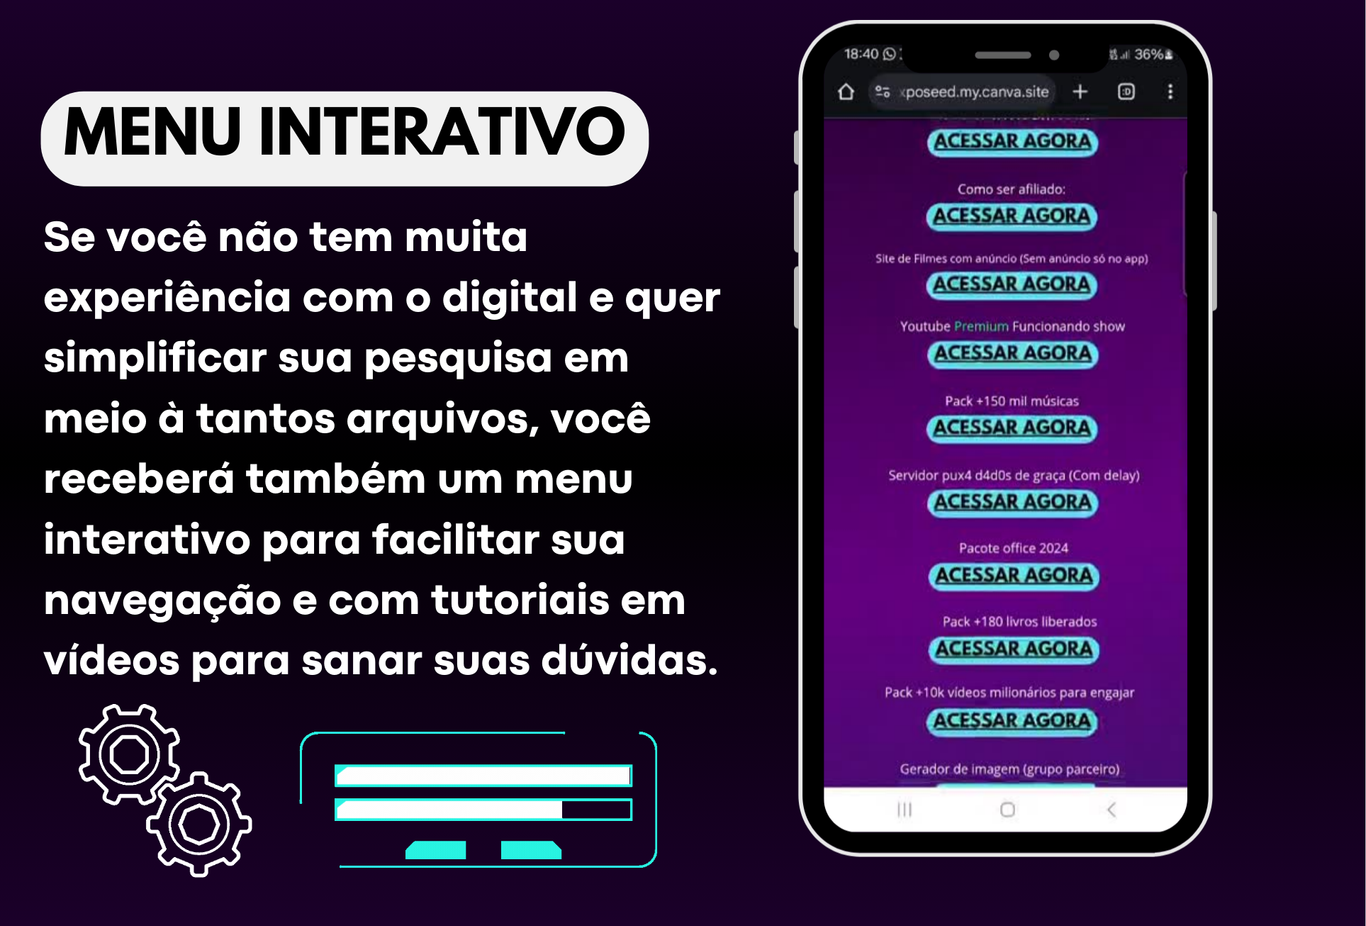 MENU INTERATIVO
Se você não tem muita
experiência com o digital e quer
simplificar sua pesquisa em
meio à tantos arquivos, você
receberá também um menu
interativo para facilitar sua
navegação e com tutoriais em
vídeos para sanar suas dúvidas.
18:40
36%
xposeed.my.canva.site
:D
ACESSAR AGORA
Como ser afiliado:
ACESSAR AGORA
Site de Filmes com anúncio (Sem anúncio só no app)
ACESSAR AGORA
Youtube Premium Funcionando show
ACESSAR AGORA
Pack +150 mil músicas
ACESSAR AGORA
Servidor pux4 d4d0s de graça (Com delay)
ACESSAR AGORA
Pacote office 2024
ACESSAR AGORA
Pack +180 livros liberados
ACESSAR AGORA
Pack +10k vídeos milionários para engajar
ACESSAR AGORA
Gerador de imagem (grupo parceiro)